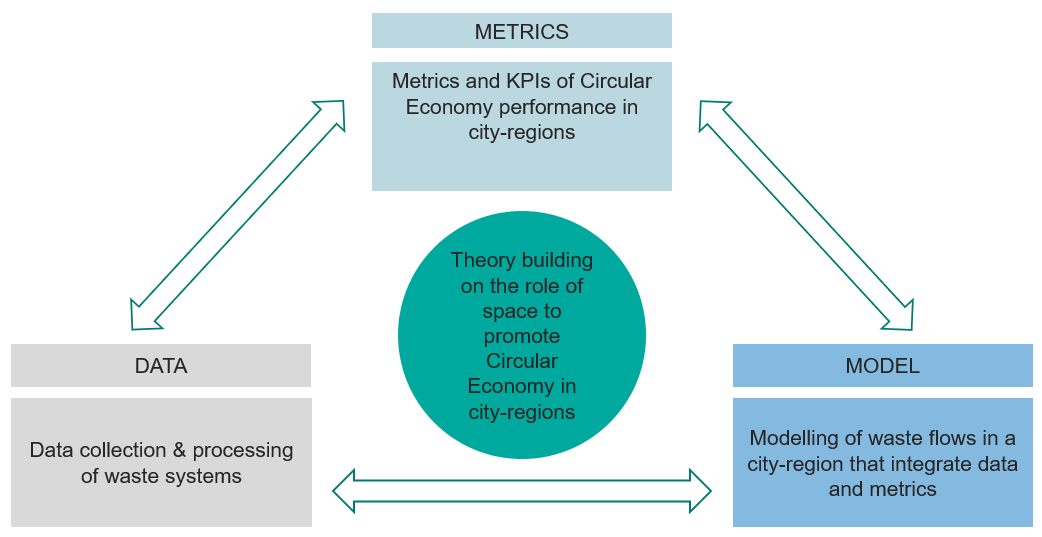 METRICS
Metrics and KPIs of Circular
Economy performance in
city-regions
Theory building
on the role of
space to
promote
Circular
Economy in
city-regions
DATA
Data collection & processing
of waste systems
MODEL
Modelling of waste flows in a
city-region that integrate data
and metrics